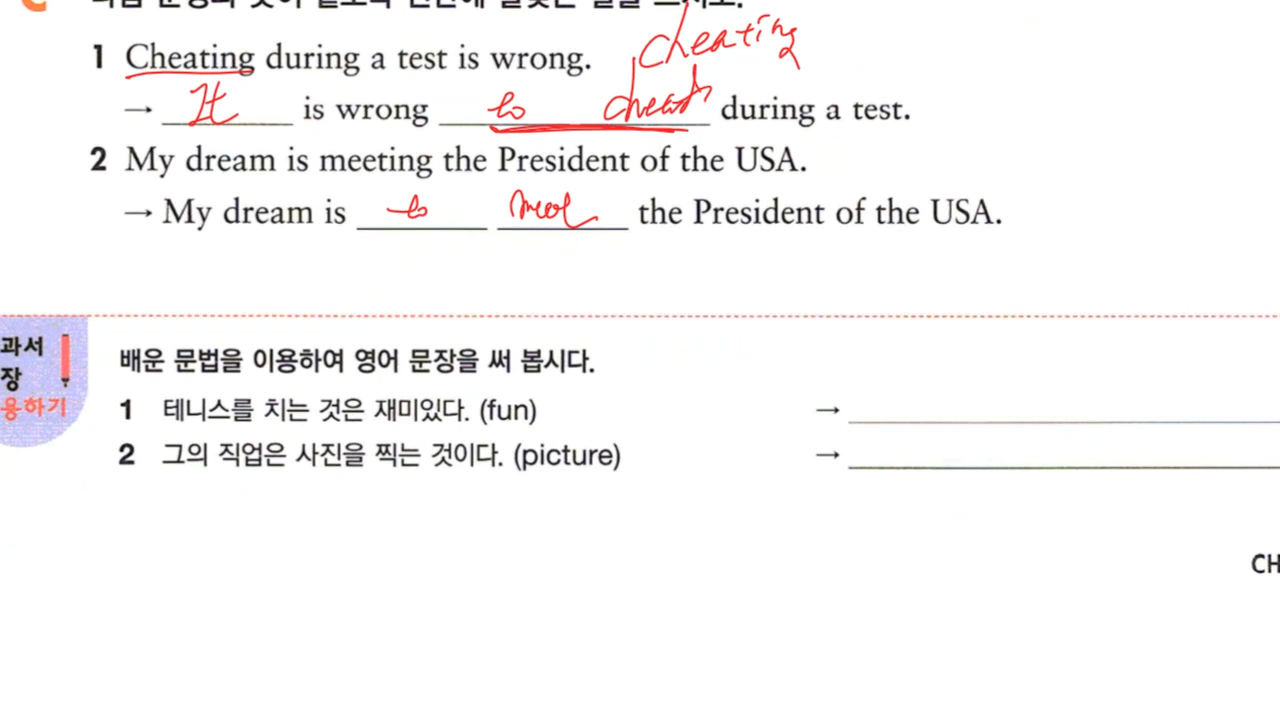 cheating
1 Cheating during a test is wrong.
→ It is wrong to cheat during a test.
2 My dream is meeting the President of the USA.
→ My dream is to meet the President of the USA.
과서
장
용하기
배운 문법을 이용하여 영어 문장을 써 봅시다.
1 테니스를 치는 것은 재미있다. (fun) →
2 그의 직업은 사진을 찍는 것이다. (picture) →
CH